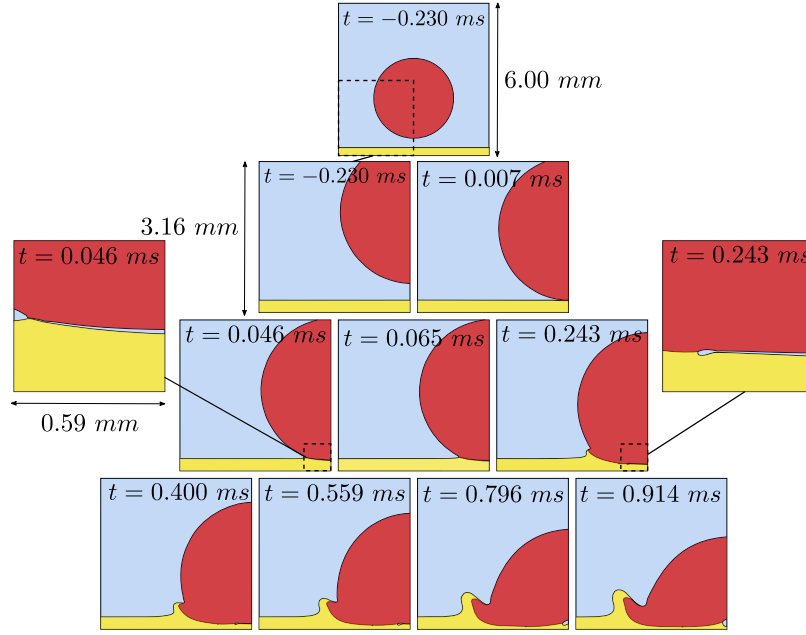 t = −0.230 ms
6.00 mm
t = −0.230 ms
t = 0.007 ms
3.16 mm
t = 0.046 ms
t = 0.243 ms
t = 0.046 ms
t = 0.065 ms
t = 0.243 ms
0.59 mm
t = 0.400 ms
t = 0.559 ms
t = 0.796 ms
t = 0.914 ms